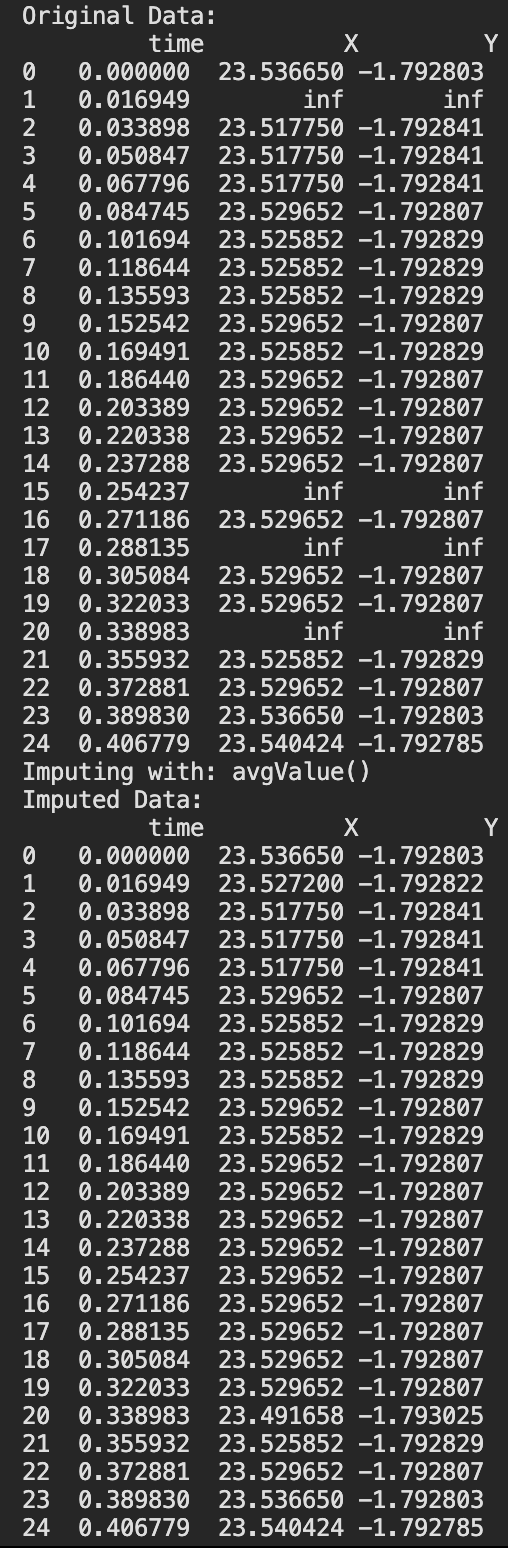 Original Data:
time X Y
0 0.000000 23.536650 -1.792803
1 0.016949 inf inf
2 0.033898 23.517750 -1.792841
3 0.050847 23.517750 -1.792841
4 0.067796 23.517750 -1.792841
5 0.084745 23.529652 -1.792807
6 0.101694 23.525852 -1.792829
7 0.118644 23.525852 -1.792829
8 0.135593 23.525852 -1.792829
9 0.152542 23.529652 -1.792807
10 0.169491 23.525852 -1.792829
11 0.186440 23.529652 -1.792807
12 0.203389 23.529652 -1.792807
13 0.220338 23.529652 -1.792807
14 0.237288 23.529652 -1.792807
15 0.254237 inf inf
16 0.271186 23.529652 -1.792807
17 0.288135 inf inf
18 0.305084 23.529652 -1.792807
19 0.322033 23.529652 -1.792807
20 0.338983 inf inf
21 0.355932 23.525852 -1.792829
22 0.372881 23.529652 -1.792807
23 0.389830 23.536650 -1.792803
24 0.406779 23.540424 -1.792785
Imputing with: avgValue()
Imputed Data:
time X Y
0 0.000000 23.536650 -1.792803
1 0.016949 23.527200 -1.792822
2 0.033898 23.517750 -1.792841
3 0.050847 23.517750 -1.792841
4 0.067796 23.517750 -1.792841
5 0.084745 23.529652 -1.792807
6 0.101694 23.525852 -1.792829
7 0.118644 23.525852 -1.792829
8 0.135593 23.525852 -1.792829
9 0.152542 23.529652 -1.792807
10 0.169491 23.525852 -1.792829
11 0.186440 23.529652 -1.792807
12 0.203389 23.529652 -1.792807
13 0.220338 23.529652 -1.792807
14 0.237288 23.529652 -1.792807
15 0.254237 23.529652 -1.792807
16 0.271186 23.529652 -1.792807
17 0.288135 23.529652 -1.792807
18 0.305084 23.529652 -1.792807
19 0.322033 23.529652 -1.792807
20 0.338983 23.491658 -1.793025
21 0.355932 23.525852 -1.792829
22 0.372881 23.529652 -1.792807
23 0.389830 23.536650 -1.792803
24 0.406779 23.540424 -1.792785